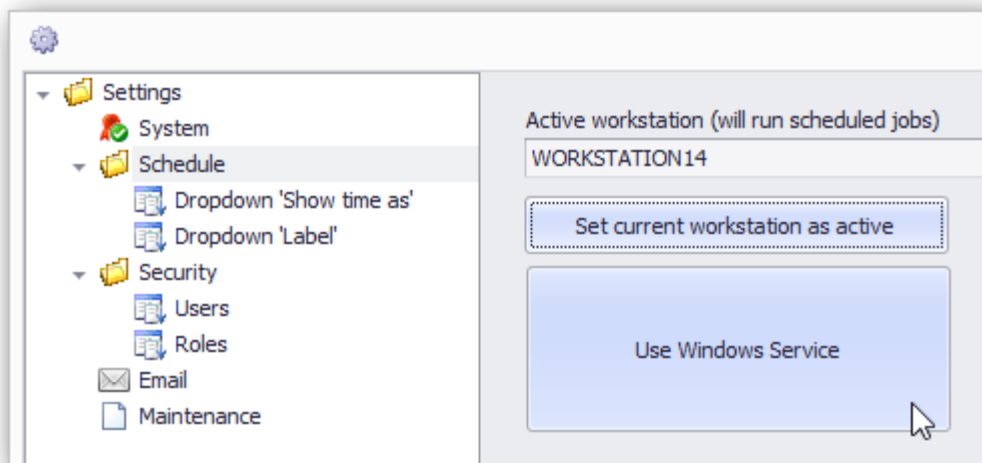 Settings
System
Schedule
Dropdown 'Show time as'
Dropdown 'Label'
Security
Users
Roles
Email
Maintenance
Active workstation (will run scheduled jobs)
WORKSTATION14
Set current workstation as active
Use Windows Service